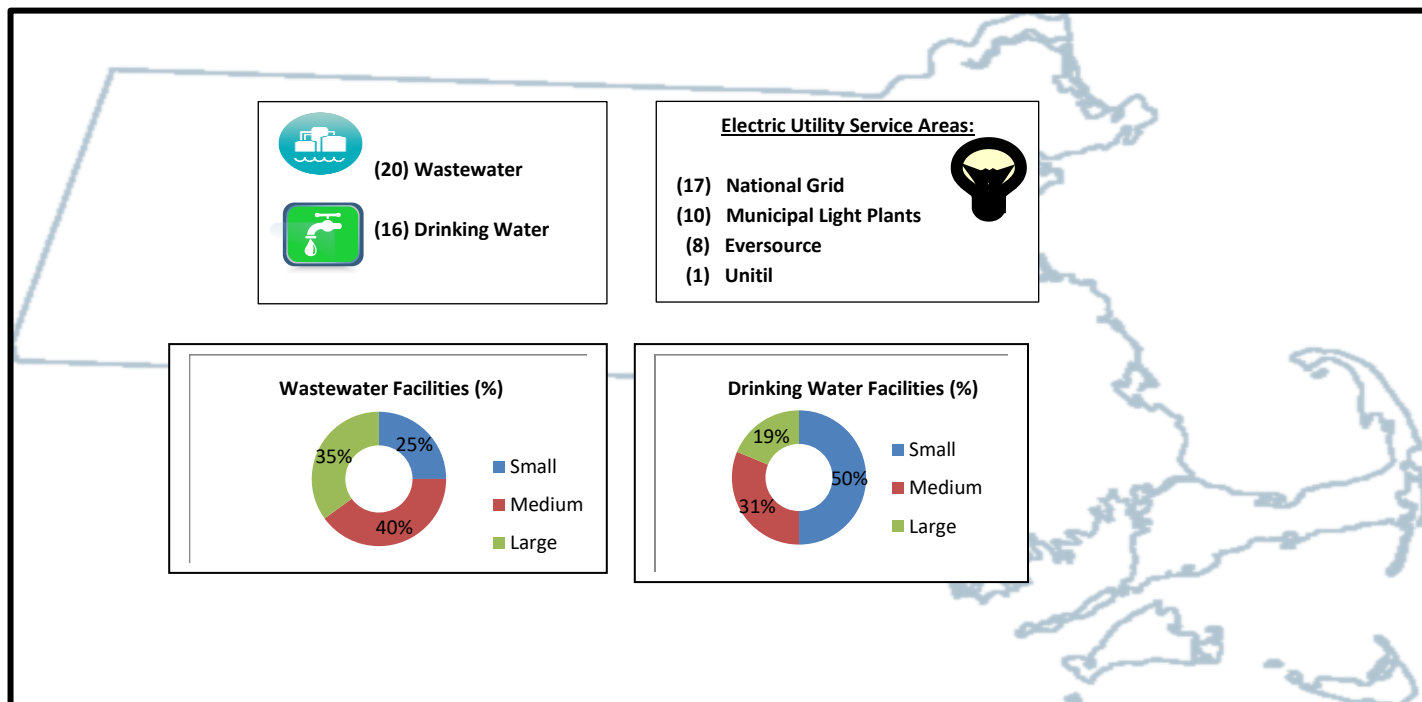 (20) Wastewater
(16) Drinking Water
Electric Utility Service Areas:
(17) National Grid
(10) Municipal Light Plants
(8) Eversource
(1) Unitil
Wastewater Facilities (%)
25%
35%
40%
Small
Medium
Large
Drinking Water Facilities (%)
19%
50%
31%
Small
Medium
Large